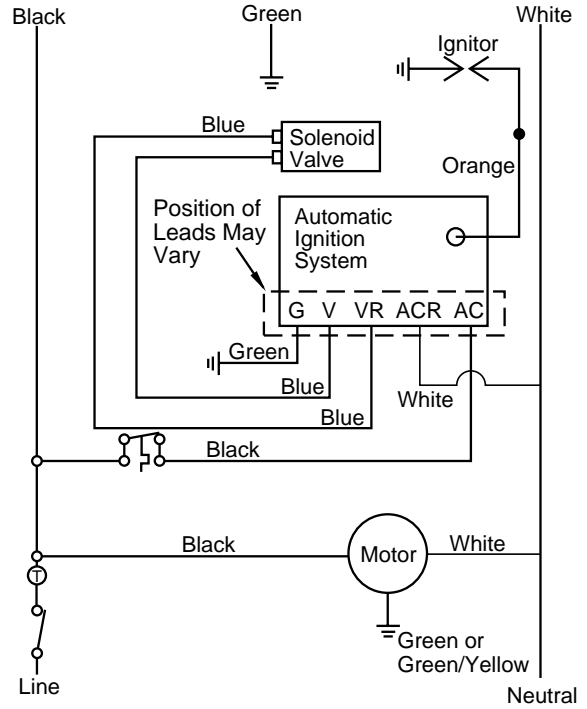 Black
Green
White
Ignitor
Blue
Solenoid
Valve
Orange
Position of
Leads May
Vary
Automatic
Ignition
System
G V VR ACR AC
Green
Blue
White
Blue
Black
Black
Motor
White
T
Green or
Green/Yellow
Line
Neutral